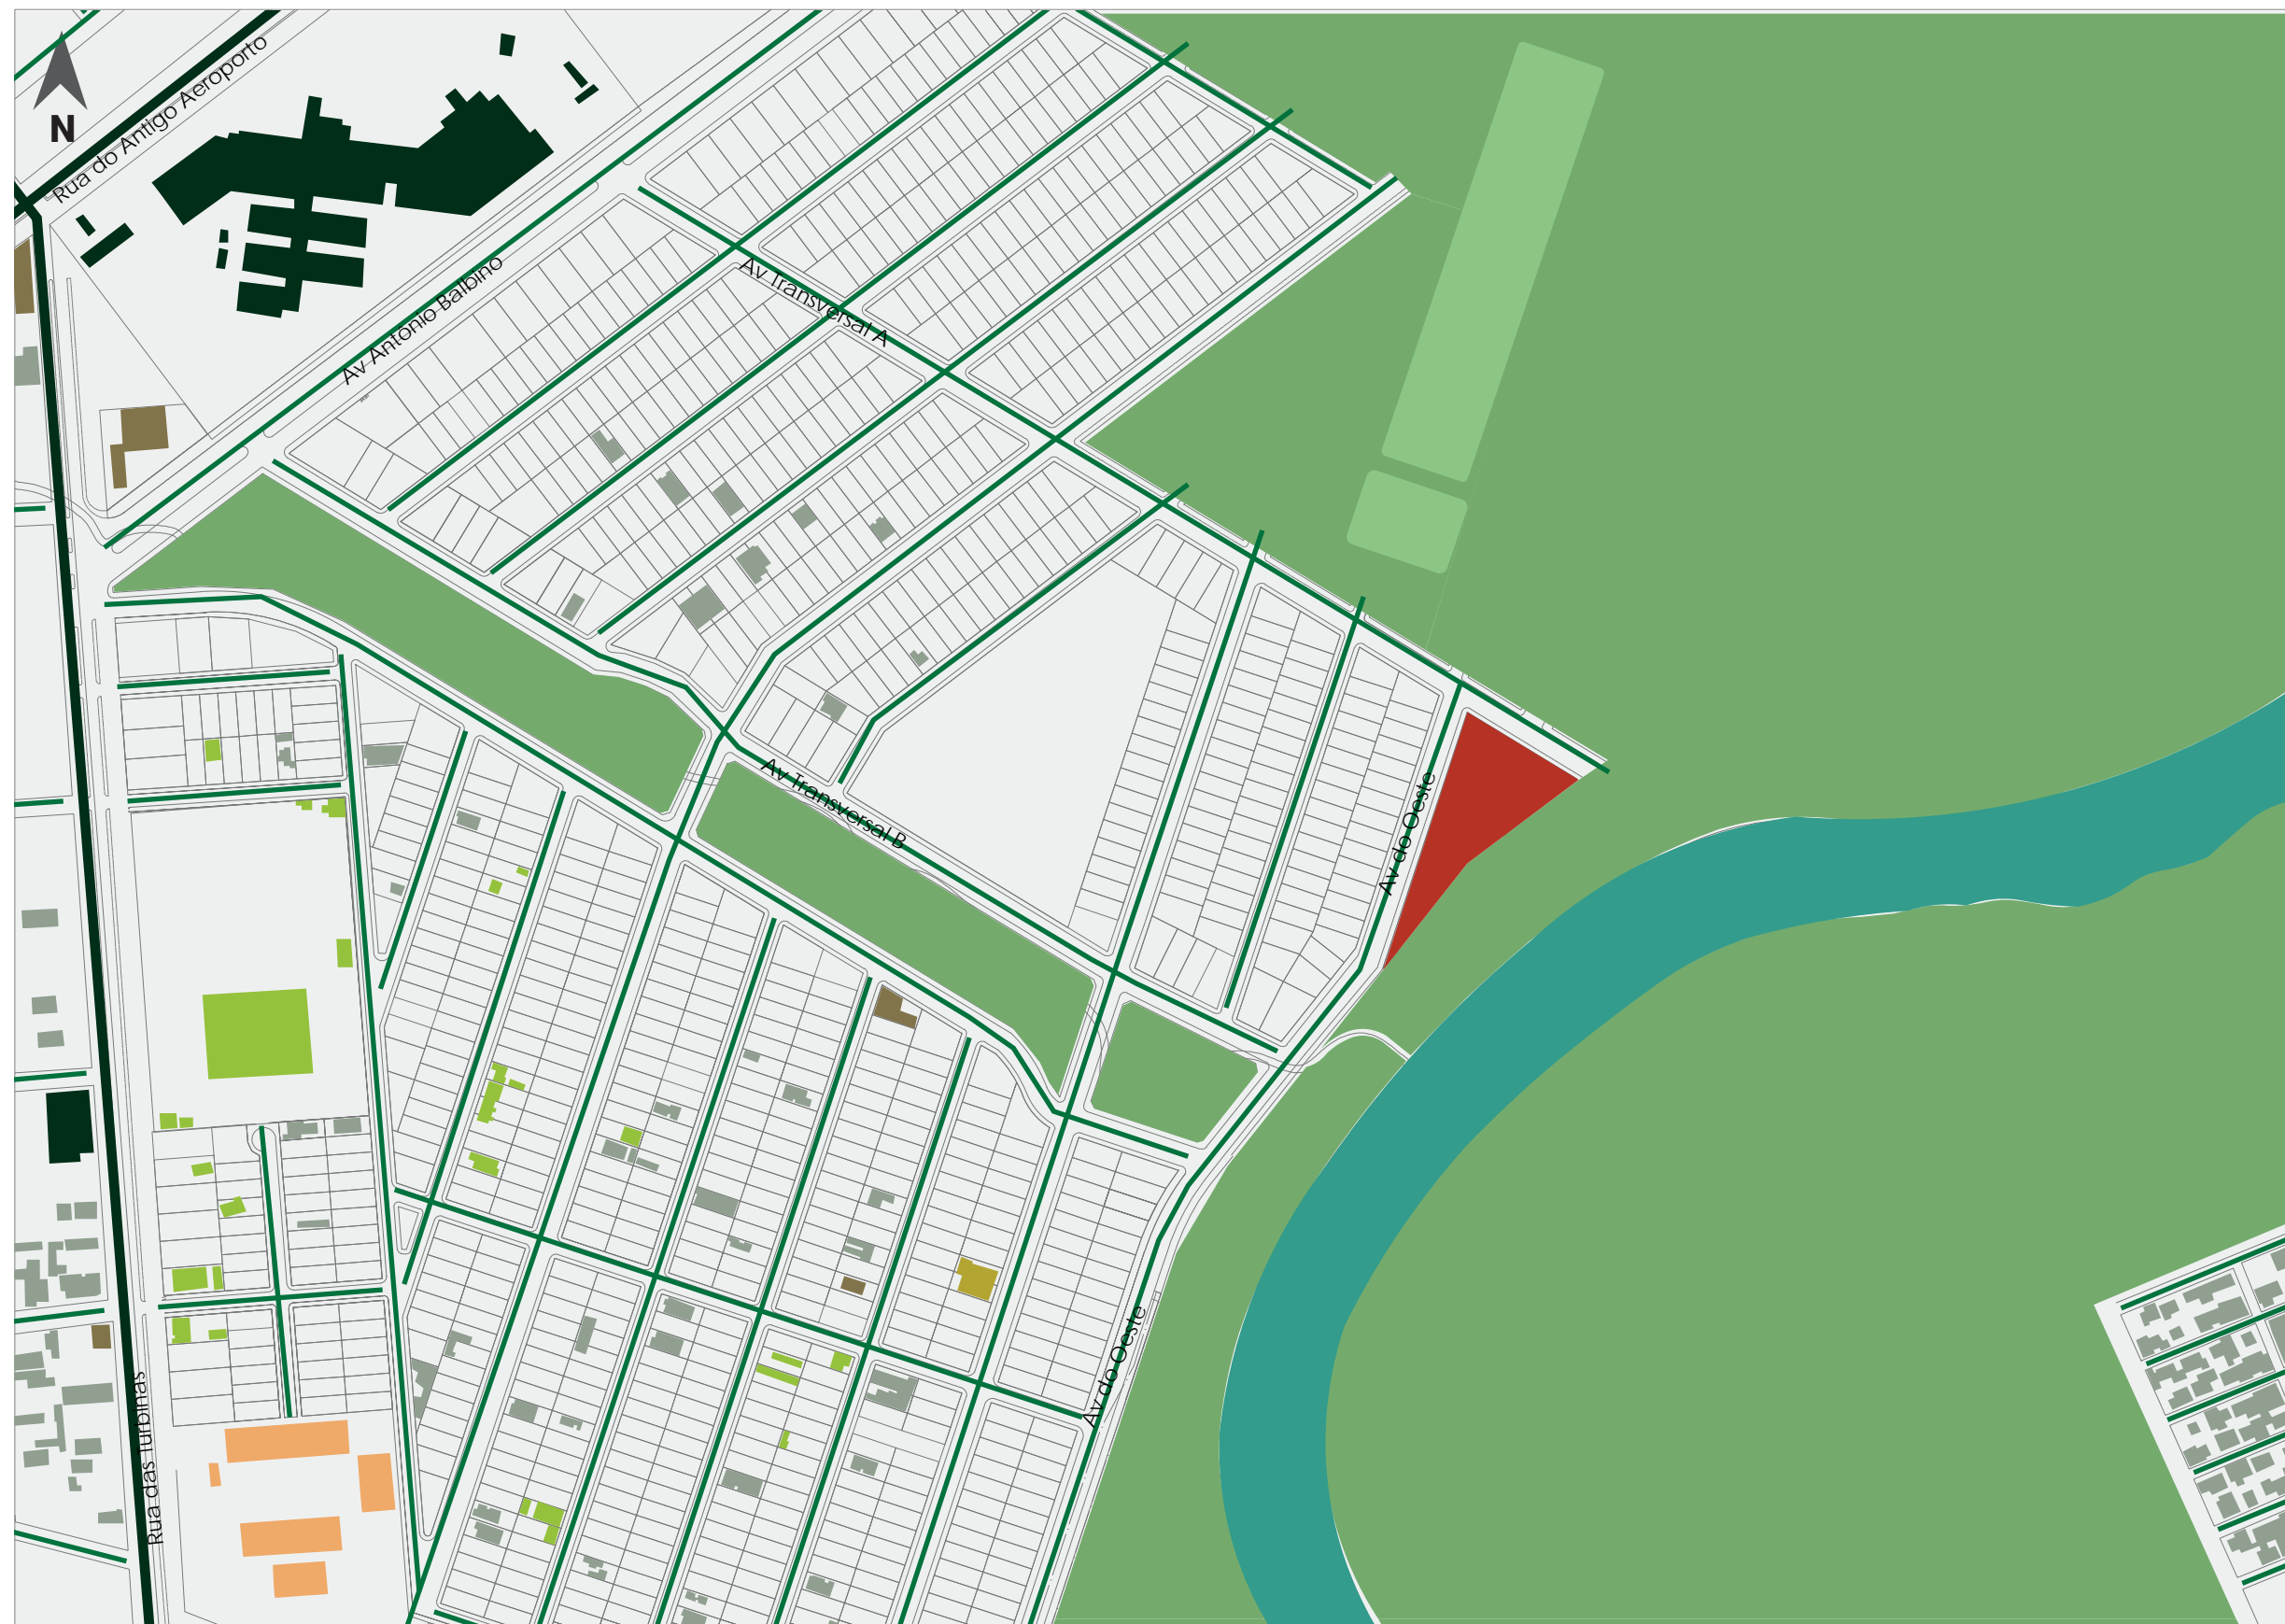 Rua do Antigo Aeroporto
N
Av Antonio Balbino
Av Transversal A
Av Transversal B
Av do Oeste
Av do Oeste
Rua das Turbinas